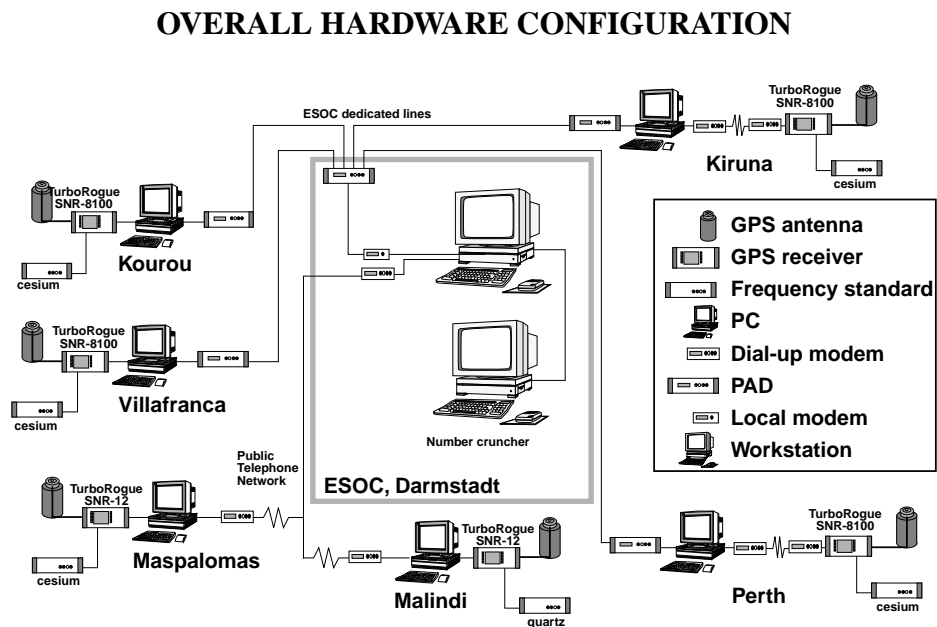 OVERALL HARDWARE CONFIGURATION
ESOC dedicated lines
TurboRogue
SNR-8100
Kiruna
cesium
TurboRogue
SNR-8100
Kourou
cesium
GPS antenna
GPS receiver
Frequency standard
PC
Dial-up modem
PAD
Local modem
Workstation
TurboRogue
SNR-8100
Villafranca
cesium
Number cruncher
Public
Telephone
Network
ESOC, Darmstadt
TurboRogue
SNR-12
Maspalomas
cesium
TurboRogue
SNR-12
Malindi
quartz
TurboRogue
SNR-8100
Perth
cesium